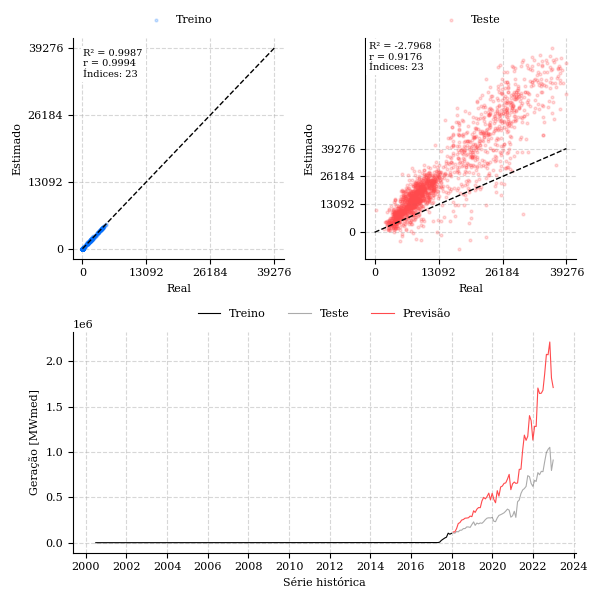 Treino
R² = 0.9987
r = 0.9994
Índices: 23
39276
26184
13092
0
Estimado
0 13092 26184 39276
Real
Teste
R² = -2.7968
r = 0.9176
Índices: 23
39276
26184
13092
0
Estimado
0 13092 26184 39276
Real
Treino Teste Previsão
1e6
2.0
1.5
1.0
0.5
0.0
Geração [MWmed]
2000 2002 2004 2006 2008 2010 2012 2014 2016 2018 2020 2022 2024
Série histórica